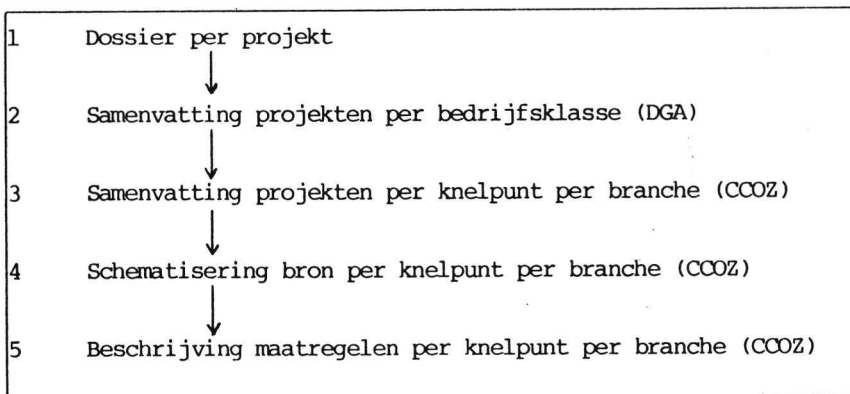 1 Dossier per projekt
2 Samenvatting projekten per bedrijfsklasse (DGA)
3 Samenvatting projekten per knelpunt per branche (CCOZ)
4 Schematisering bron per knelpunt per branche (CCOZ)
5 Beschrijving maatregelen per knelpunt per branche (CCOZ)